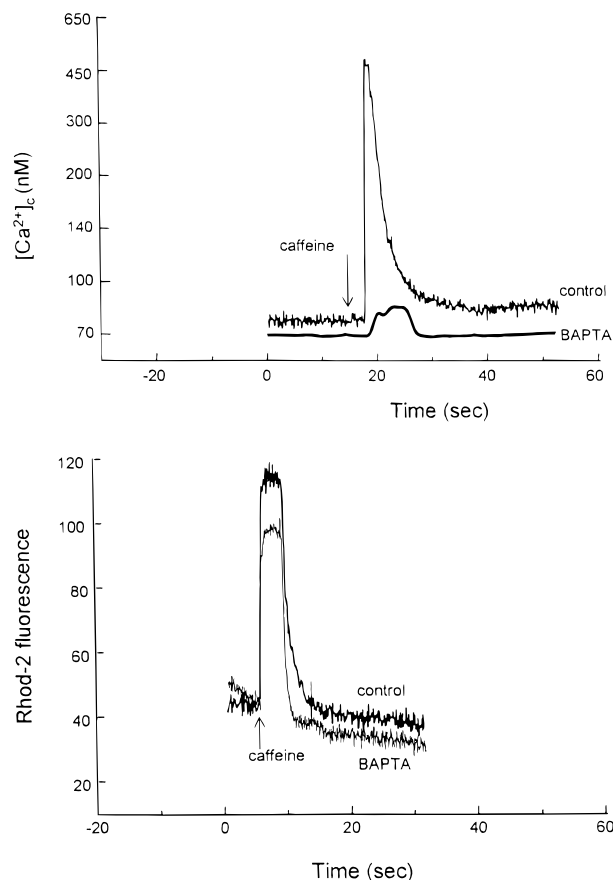 650
450
300
200
140
100
70
[Ca²⁺]c (nM)
caffeine
control
BAPTA
-20 0 20 40 60
Time (sec)
120
100
80
60
40
20
Rhod-2 fluorescence
control
caffeine
BAPTA
-20 0 20 40 60
Time (sec)